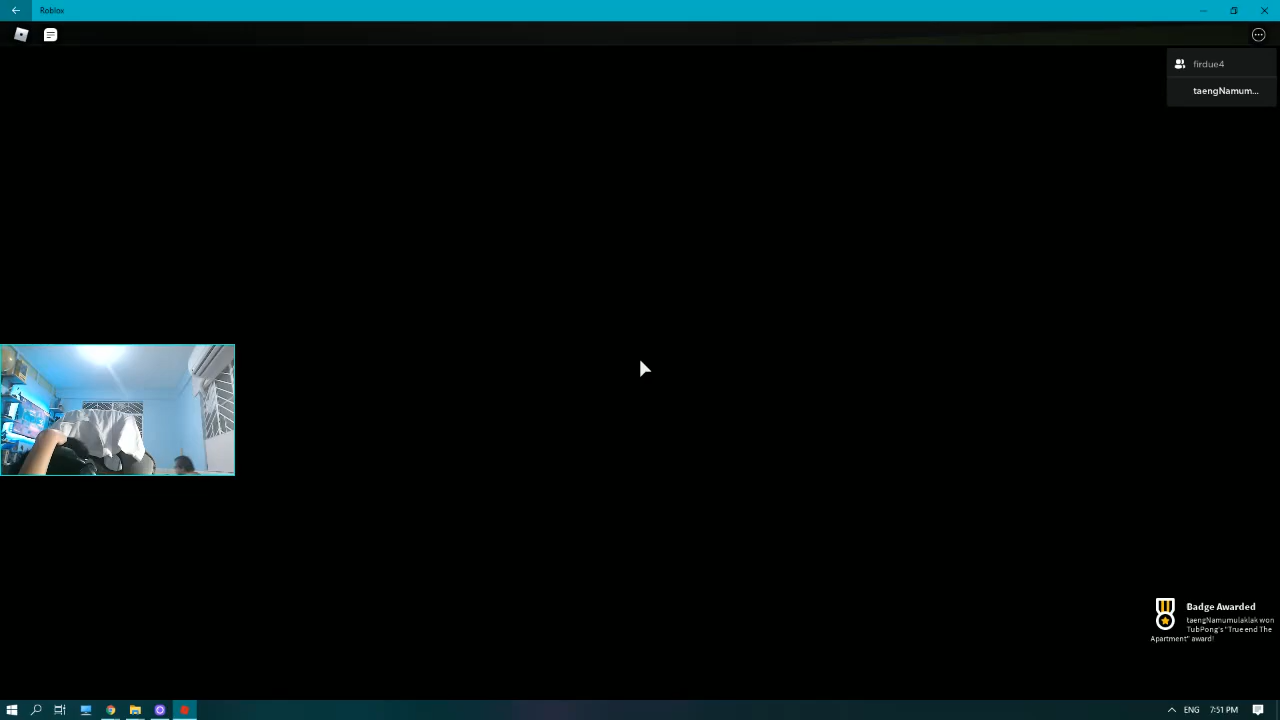 Roblox
firdue4
taengNamum...
Badge Awarded
taengNamumulaklak won
TubPong's "True end The
Apartment" award!
ENG
7:51 PM